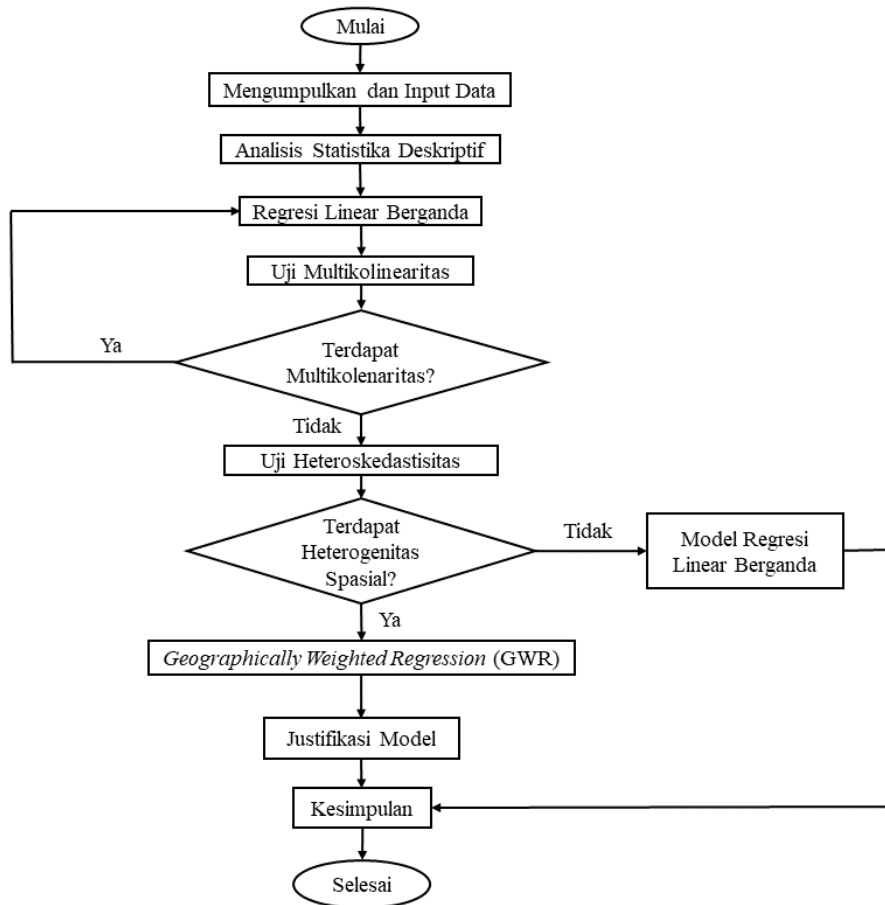 Mulai
Mengumpulkan dan Input Data
Analisis Statistika Deskriptif
Regresi Linear Berganda
Uji Multikolinearitas
Ya
Terdapat
Multikolenaritas?
Tidak
Uji Heteroskedastisitas
Terdapat
Heterogenitas
Spasial?
Tidak
Model Regresi
Linear Berganda
Ya
Geographically Weighted Regression (GWR)
Justifikasi Model
Kesimpulan
Selesai